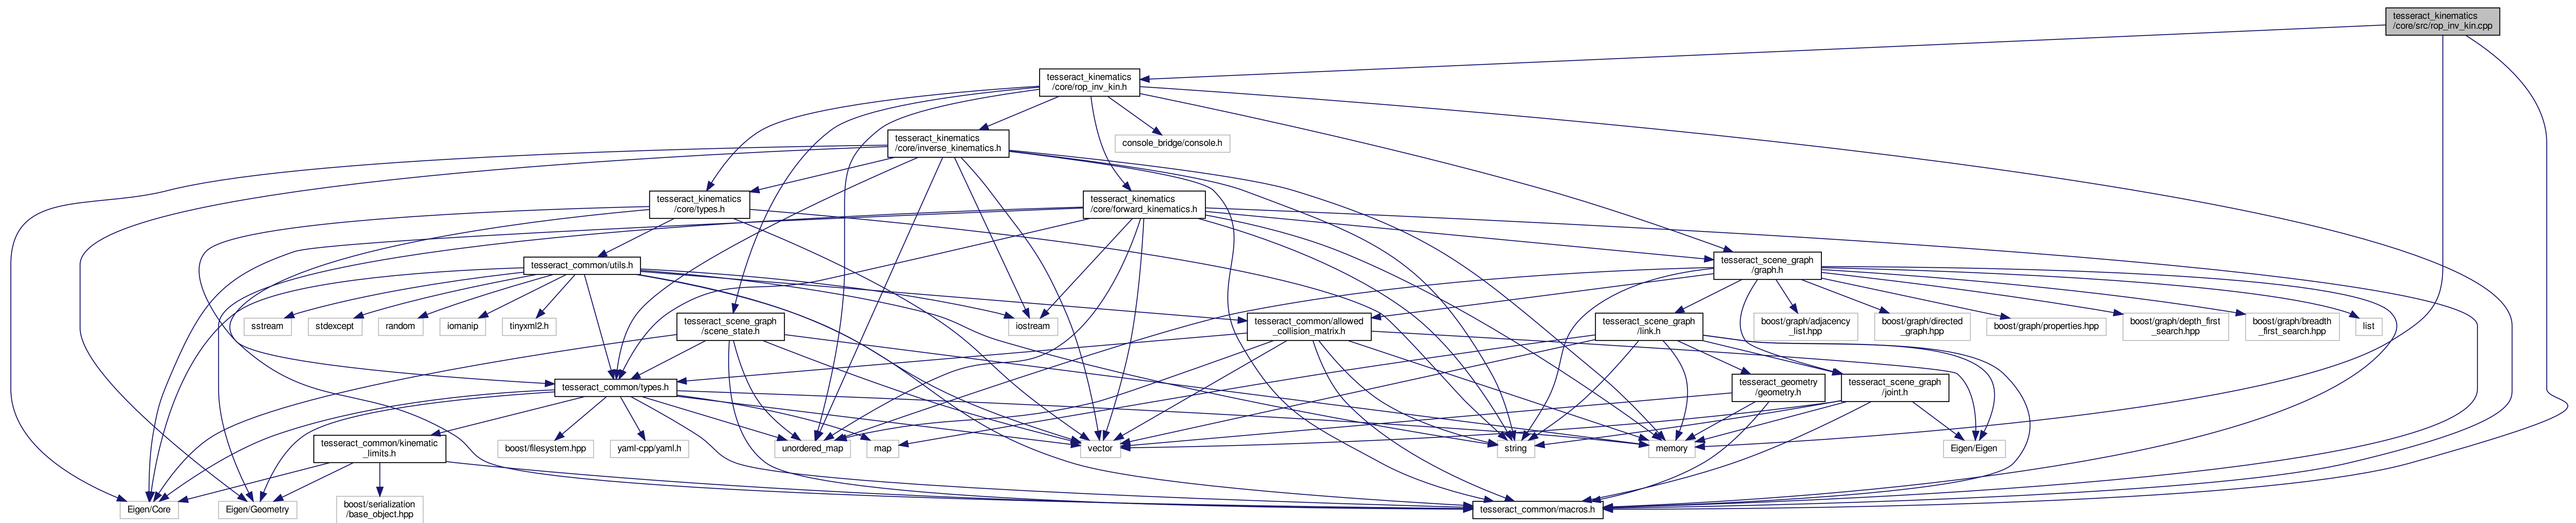 tesseract_kinematics
/core/src/rop_inv_kin.cpp
tesseract_kinematics
/core/rop_inv_kin.h
tesseract_kinematics
/core/inverse_kinematics.h
console_bridge/console.h
tesseract_kinematics
/core/types.h
tesseract_kinematics
/core/forward_kinematics.h
tesseract_common/utils.h
tesseract_scene_graph
/graph.h
sstream
stdexcept
random
iomanip
tinyxml2.h
tesseract_scene_graph
/scene_state.h
iostream
tesseract_common/allowed
_collision_matrix.h
tesseract_scene_graph
/link.h
boost/graph/adjacency
_list.hpp
boost/graph/directed
_graph.hpp
boost/graph/properties.hpp
boost/graph/depth_first
_search.hpp
boost/graph/breadth
_first_search.hpp
list
tesseract_common/types.h
tesseract_geometry
/geometry.h
tesseract_scene_graph
/joint.h
tesseract_common/kinematic
_limits.h
boost/filesystem.hpp
yaml-cpp/yaml.h
unordered_map
map
vector
string
memory
Eigen/Eigen
Eigen/Core
Eigen/Geometry
boost/serialization
/base_object.hpp
tesseract_common/macros.h